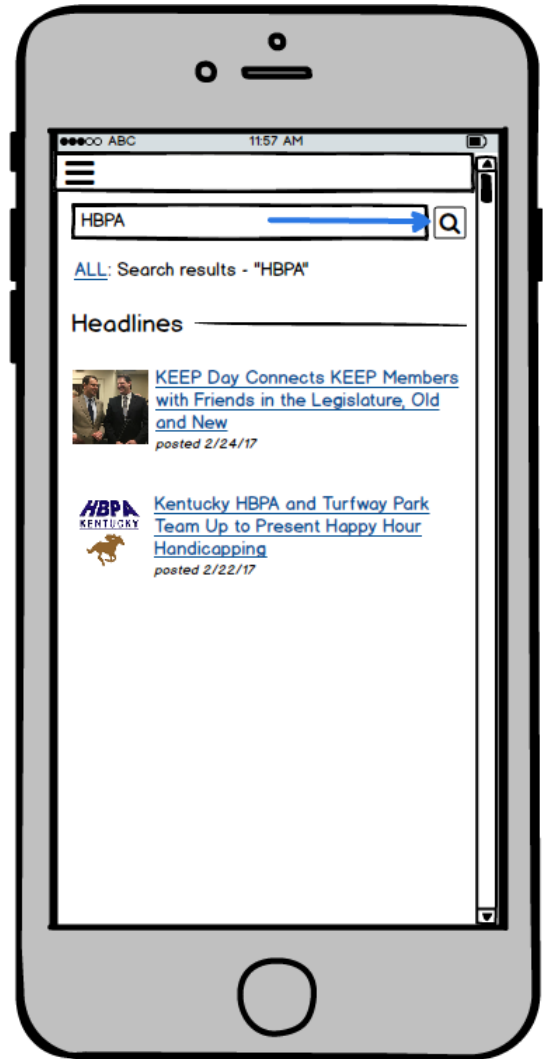 ABC 11:57 AM
HBPA
ALL: Search results - "HBPA"
Headlines
KEEP Day Connects KEEP Members
with Friends in the Legislature, Old
and New
posted 2/24/17
HBPA
KENTUCKY
Kentucky HBPA and Turfway Park
Team Up to Present Happy Hour
Handicapping
posted 2/22/17